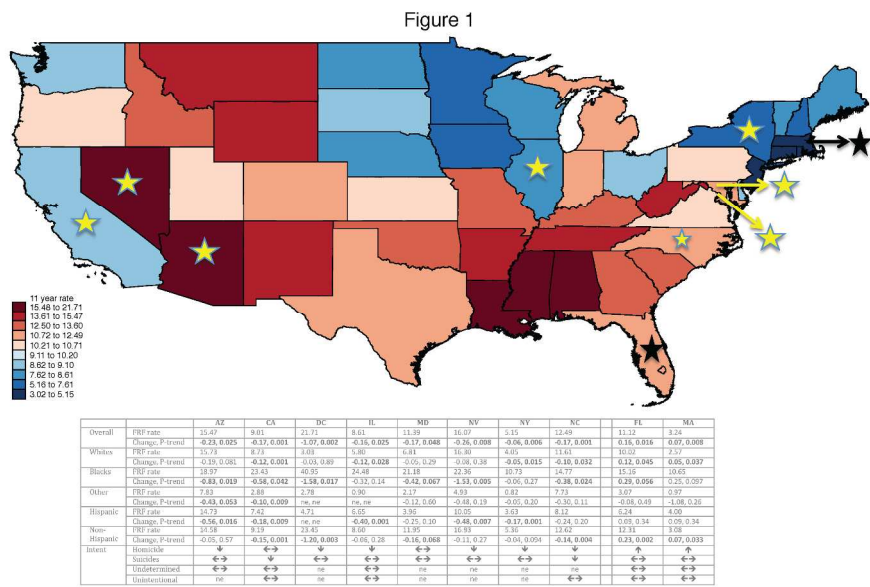 Figure 1
11 year rate
15.48 to 21.71
13.61 to 15.47
12.50 to 13.60
10.72 to 12.49
10.21 to 10.71
9.11 to 10.20
8.62 to 9.10
7.62 to 8.61
5.16 to 7.61
3.02 to 5.15
AZ CA DC IL MD NV NY NC FL MA
Overall FRF rate 15.47 9.01 21.71 8.61 11.39 16.07 5.15 12.49 11.12 3.24
Change, P-trend -0.23, 0.025 -0.17, 0.001 -1.07, 0.002 -0.16, 0.025 -0.17, 0.048 -0.26, 0.008 -0.06, 0.006 -0.17, 0.001 0.16, 0.016 0.07, 0.008
Whites FRF rate 15.73 8.73 3.03 5.80 6.81 16.30 4.05 11.61 10.02 2.57
Change, P-trend -0.19, 0.081 -0.12, 0.001 -0.03, 0.89 -0.12, 0.028 -0.05, 0.29 -0.08, 0.38 -0.05, 0.015 -0.10, 0.032 0.12, 0.045 0.05, 0.037
Blacks FRF rate 18.97 23.43 40.95 24.48 21.18 22.36 10.73 14.77 15.16 10.65
Change, P-trend -0.83, 0.019 -0.58, 0.042 -1.58, 0.017 -0.32, 0.14 -0.42, 0.067 -1.53, 0.005 -0.06, 0.27 -0.38, 0.024 0.29, 0.056 0.25, 0.097
Other FRF rate 7.83 2.88 2.78 0.90 2.17 4.93 0.82 7.73 3.07 0.97
Change, P-trend -0.43, 0.053 -0.10, 0.009 ne, ne ne, ne -0.12, 0.60 -0.48, 0.19 -0.05, 0.20 -0.30, 0.11 -0.08, 0.49 -1.08, 0.26
Hispanic FRF rate 14.73 7.42 4.71 6.65 3.96 10.05 3.63 8.12 6.24 4.00
Change, P-trend -0.56, 0.016 -0.18, 0.009 ne, ne -0.40, 0.001 -0.25, 0.10 -0.48, 0.007 -0.17, 0.001 -0.24, 0.20 0.09, 0.34 0.09, 0.34
Non-Hispanic FRF rate 14.58 9.19 23.45 8.60 11.95 16.93 5.36 13.62 12.31 3.08
Change, P-trend -0.05, 0.57 -0.15, 0.001 -1.20, 0.003 -0.06, 0.28 -0.16, 0.068 -0.11, 0.27 -0.04, 0.094 -0.14, 0.004 0.23, 0.002 0.07, 0.033
Intent Homicide ↓ ↔ ↓ ↓ ↔ ↓ ↓ ↓ ↑ ↑
Suicides ↔ ↓ ↔ ↔ ↔ ↔ ↔ ↓ ↔ ↔
Undetermined ↔ ↔ ne ↔ ne ne ne ne ↔ ↔
Unintentional ne ↔ ne ne ne ne ne ↔ ↔ ne